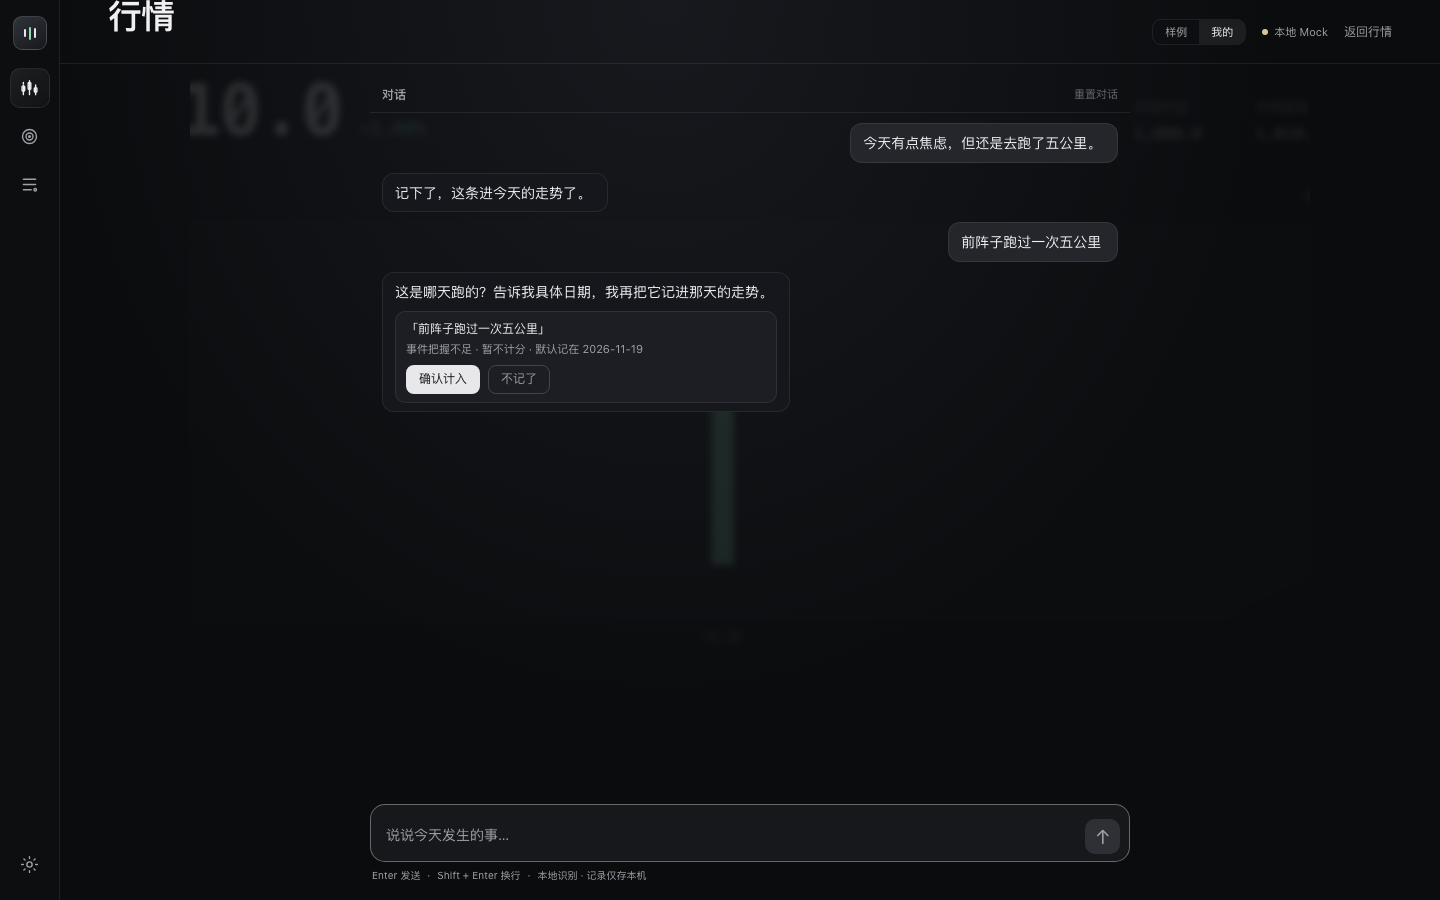 行情
样例
我的
本地 Mock
返回行情
10.0
对话
重置对话
今天有点焦虑，但还是去跑了五公里。
记下了，这条进今天的走势了。
前阵子跑过一次五公里
这是哪天跑的？告诉我具体日期，我再把它记进那天的走势。
「前阵子跑过一次五公里」
事件把握不足 · 暂不计分 · 默认记在 2026-11-19
确认计入
不记了
说说今天发生的事...
Enter 发送 · Shift + Enter 换行 · 本地识别 · 记录仅存本机